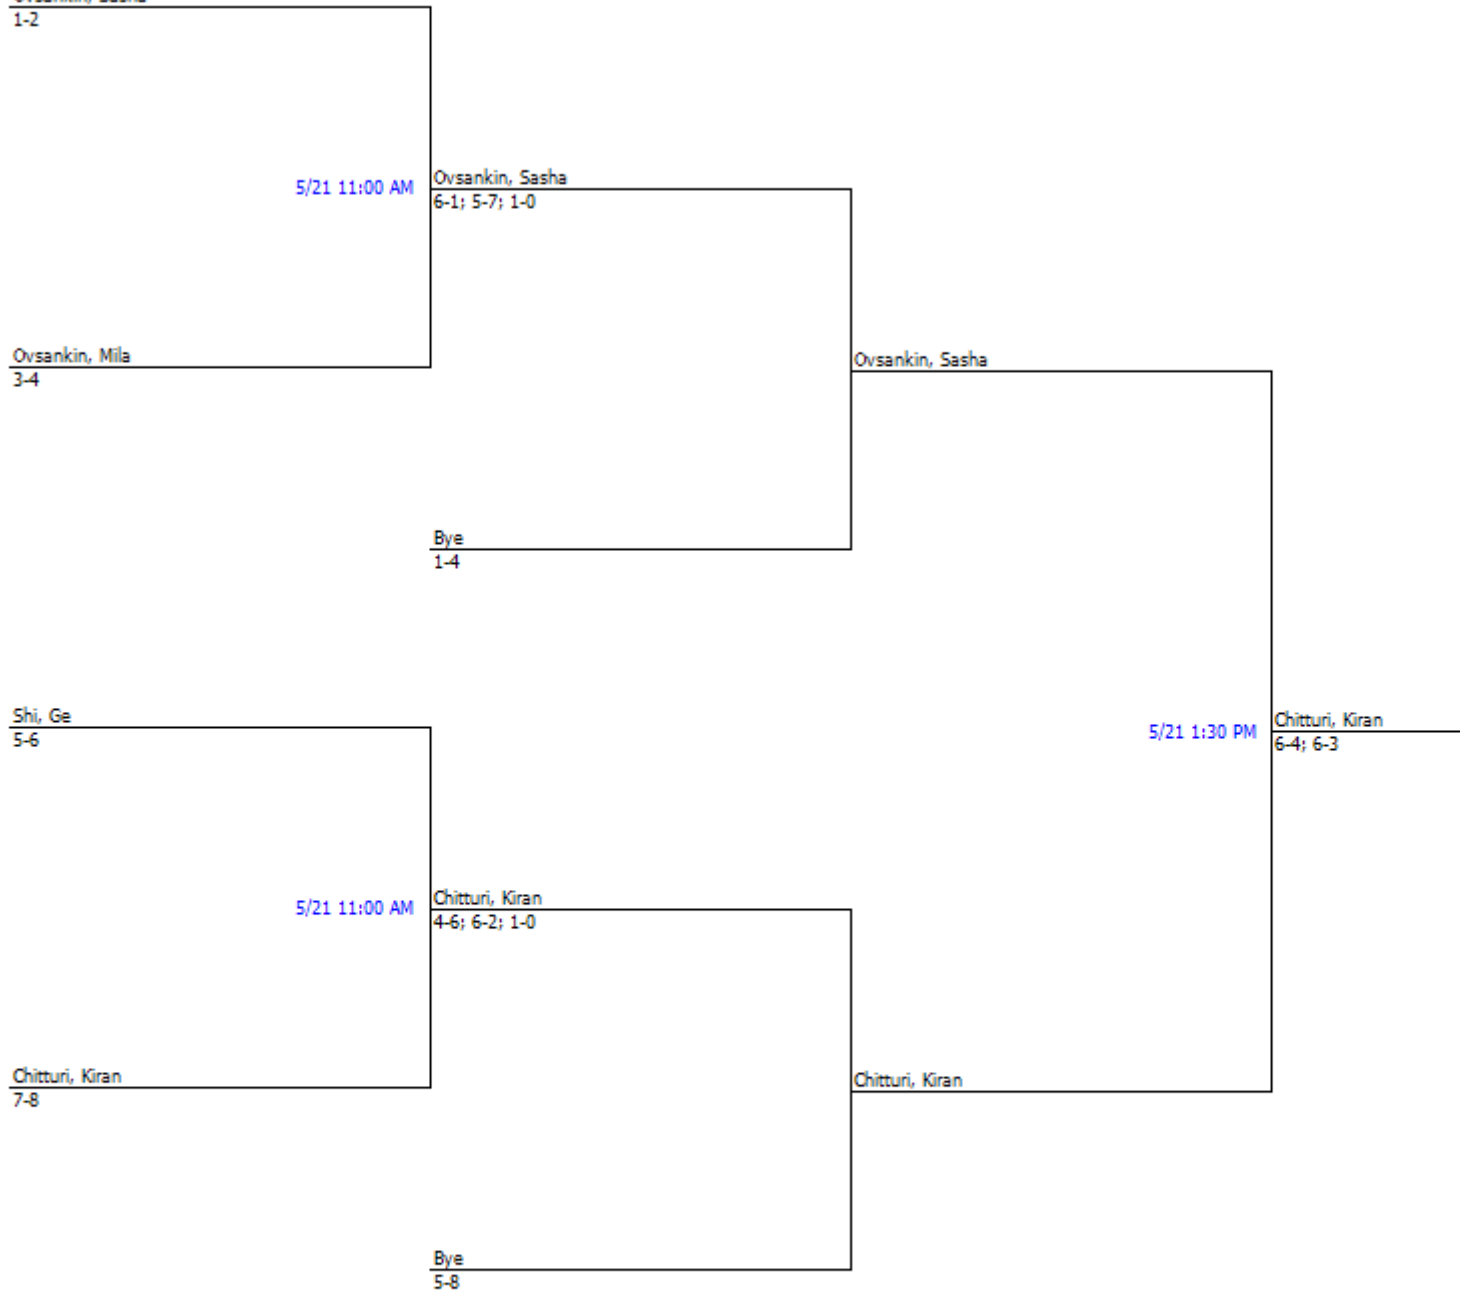 1-2
5/21 11:00 AM
Ovsankin, Sasha
6-1; 5-7; 1-0
Ovsankin, Mila
3-4
Ovsankin, Sasha
Bye
1-4
Shi, Ge
5-6
5/21 1:30 PM
Chitturi, Kiran
6-4; 6-3
5/21 11:00 AM
Chitturi, Kiran
4-6; 6-2; 1-0
Chitturi, Kiran
7-8
Chitturi, Kiran
Bye
5-8